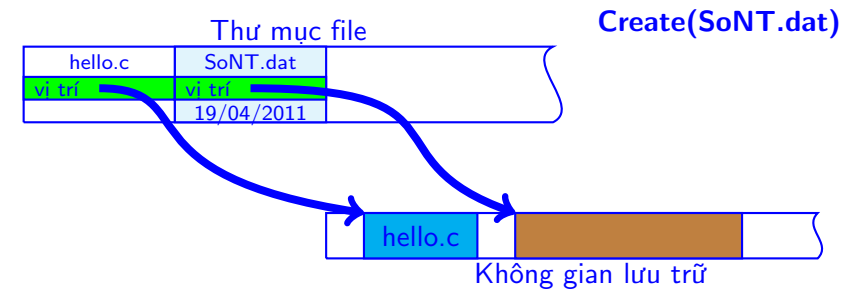 Create(SoNT.dat)
Thư mục file
hello.c SoNT.dat
vị trí vị trí
19/04/2011
hello.c
Không gian lưu trữ